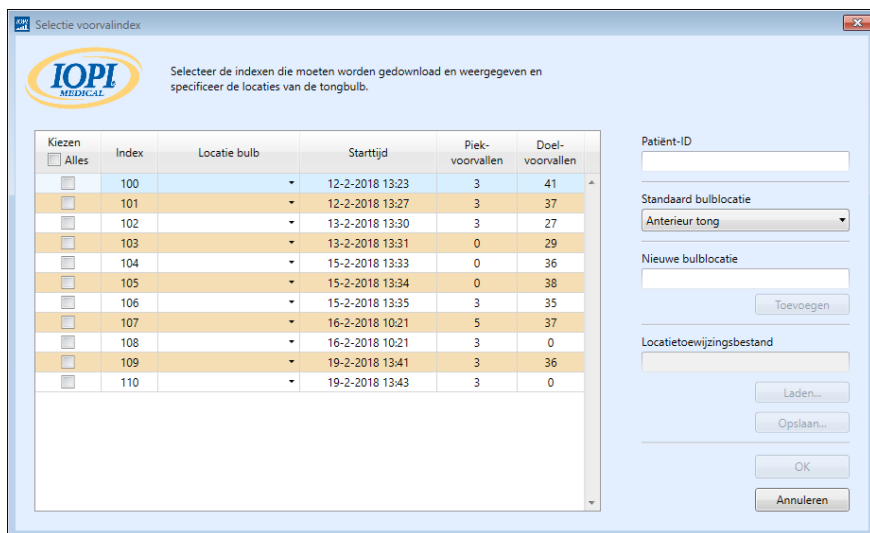 IOPI
Selectie voorvalindex
IOPI
MEDICAL
Selecteer de indexen die moeten worden gedownload en weergegeven en
specificeer de locaties van de tongbulb.
Kiezen
Alles
Index
Locatie bulb
Starttijd
Piek-
voorvallen
Doel-
voorvallen
100 12-2-2018 13:23 3 41
101 12-2-2018 13:27 3 37
102 13-2-2018 13:30 3 27
103 13-2-2018 13:31 0 29
104 15-2-2018 13:33 0 36
105 15-2-2018 13:34 0 38
106 15-2-2018 13:35 3 35
107 16-2-2018 10:21 5 37
108 16-2-2018 10:21 3 0
109 19-2-2018 13:41 3 36
110 19-2-2018 13:43 3 0
Patiënt-ID
Standaard bulblocatie
Anterieur tong
Nieuwe bulblocatie
Toevoegen
Locatietoewijzingsbestand
Laden...
Opslaan...
OK
Annuleren